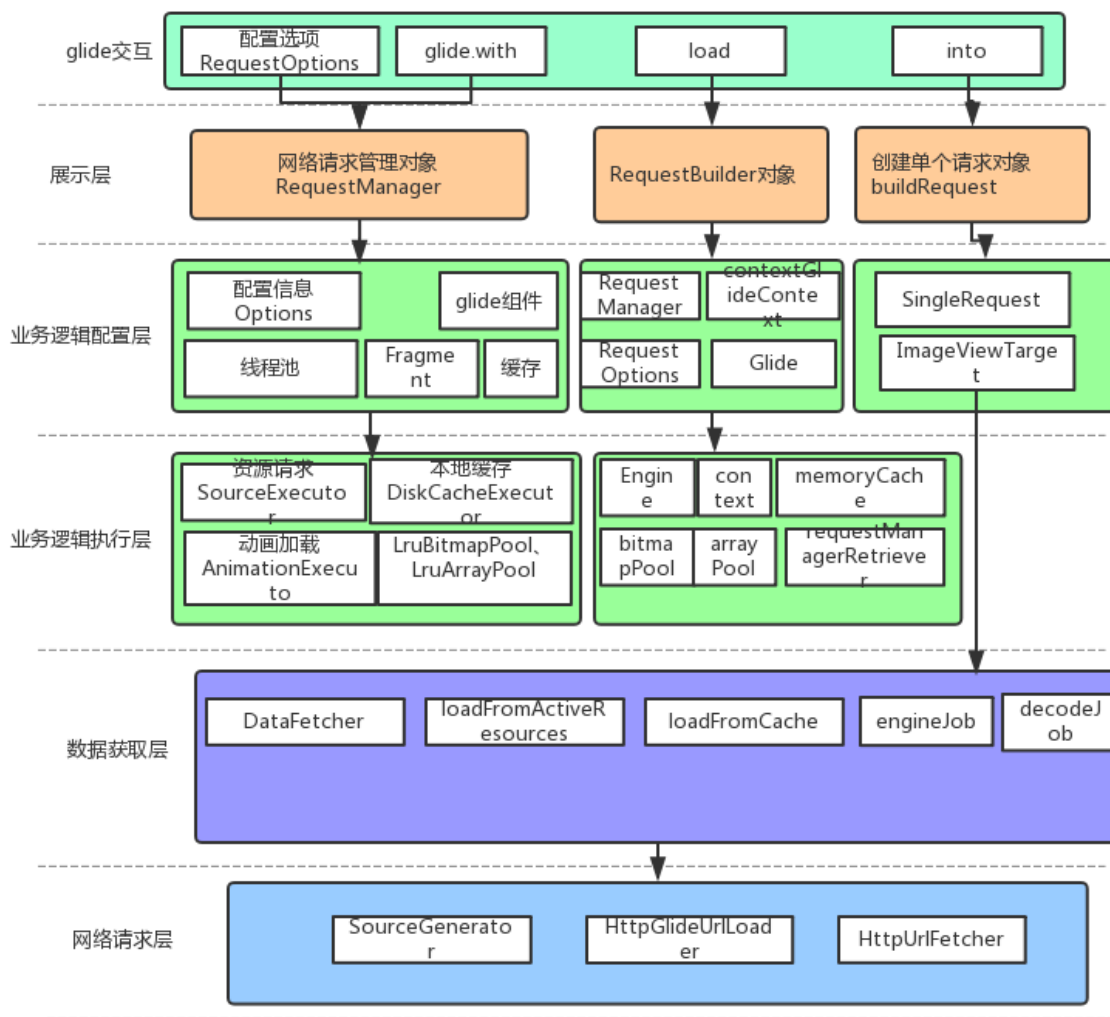 glide交互
配置选项
RequestOptions
glide.with
load
into
展示层
网络请求管理对象
RequestManager
RequestBuilder对象
创建单个请求对象
buildRequest
业务逻辑配置层
配置信息
Options
glide组件
线程池
Fragme
nt
缓存
Request
Manager
contextGl
ideConte
xt
Request
Options
Glide
SingleRequest
ImageViewTarge
t
业务逻辑执行层
资源请求
SourceExecuto
r
本地缓存
DiskCacheExecut
or
动画加载
AnimationExecu
to
LruBitmapPool、
LruArrayPool
Engin
e
con
text
memoryCach
e
bitma
pPool
array
Pool
requestMan
agerRetrieve
r
数据获取层
DataFetcher
loadFromActiveR
esources
loadFromCache
engineJob
decodeJ
ob
网络请求层
SourceGenerato
r
HttpGlideUrlLoad
er
HttpUrlFetcher